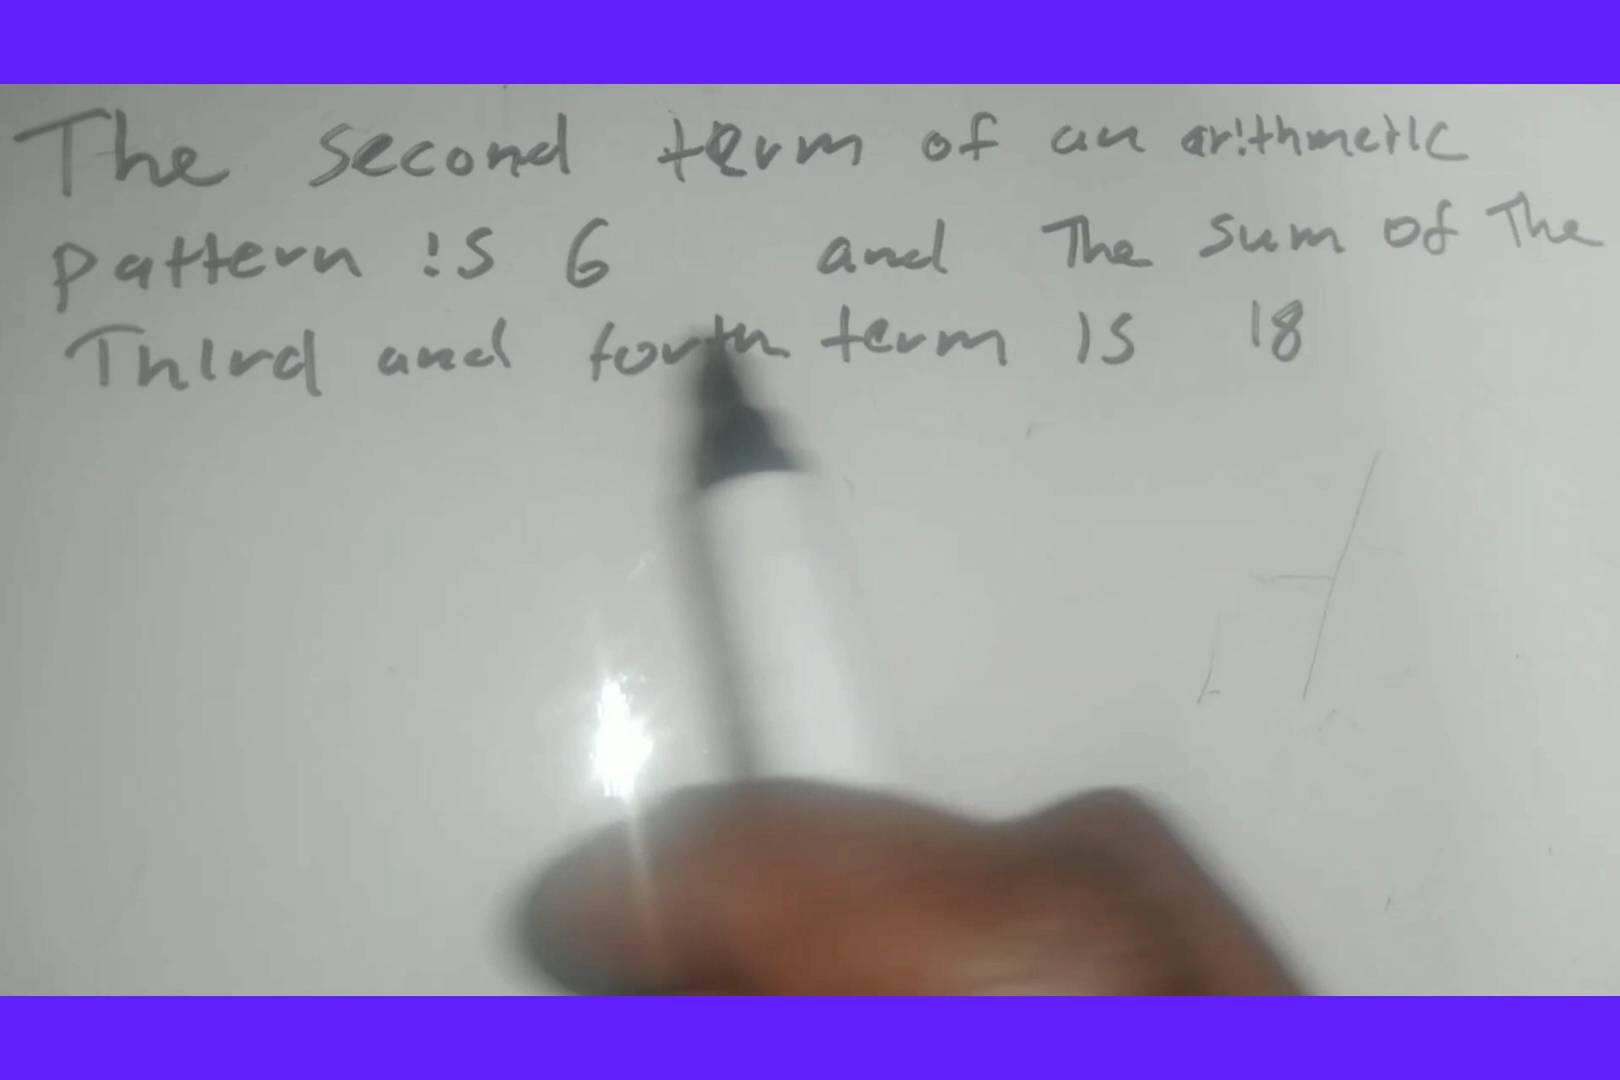 The second term of an arithmetic
pattern is 6 and The sum of The
Third and forth term is 18